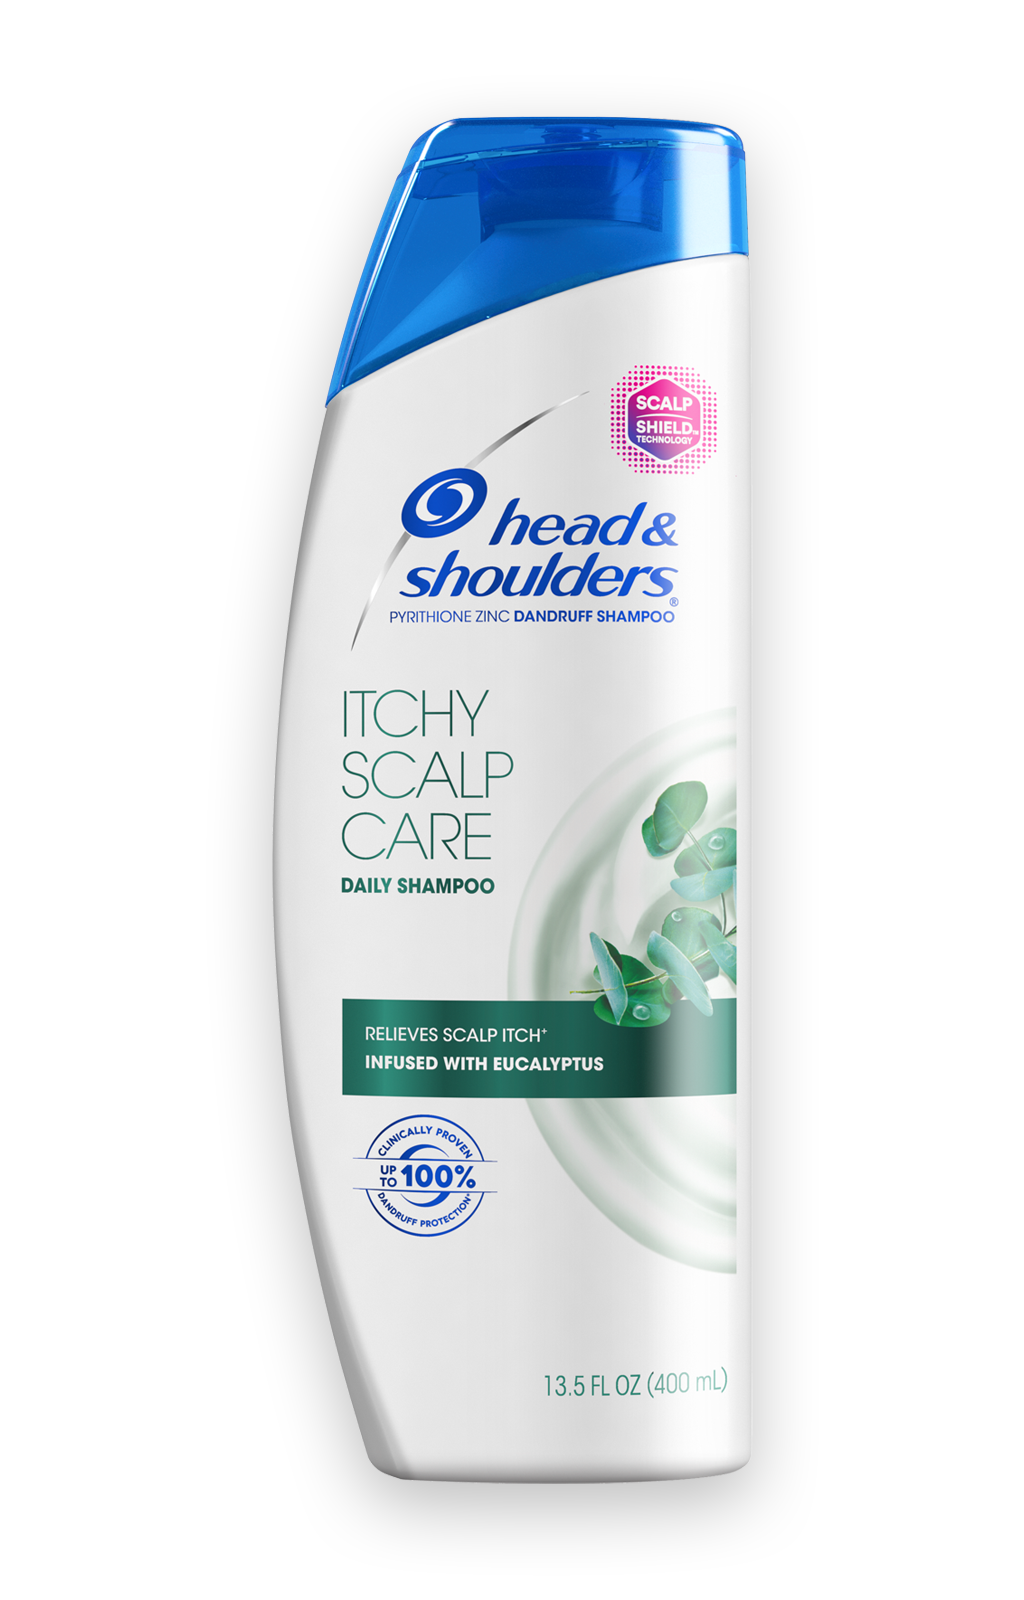 SCALP
SHIELD™
TECHNOLOGY
head &
shoulders®
PYRITHIONE ZINC DANDRUFF SHAMPOO
ITCHY
SCALP
CARE
DAILY SHAMPOO
RELIEVES SCALP ITCH⁺
INFUSED WITH EUCALYPTUS
CLINICALLY PROVEN
UP
TO 100%
DANDRUFF PROTECTION*
13.5 FL OZ (400 mL)